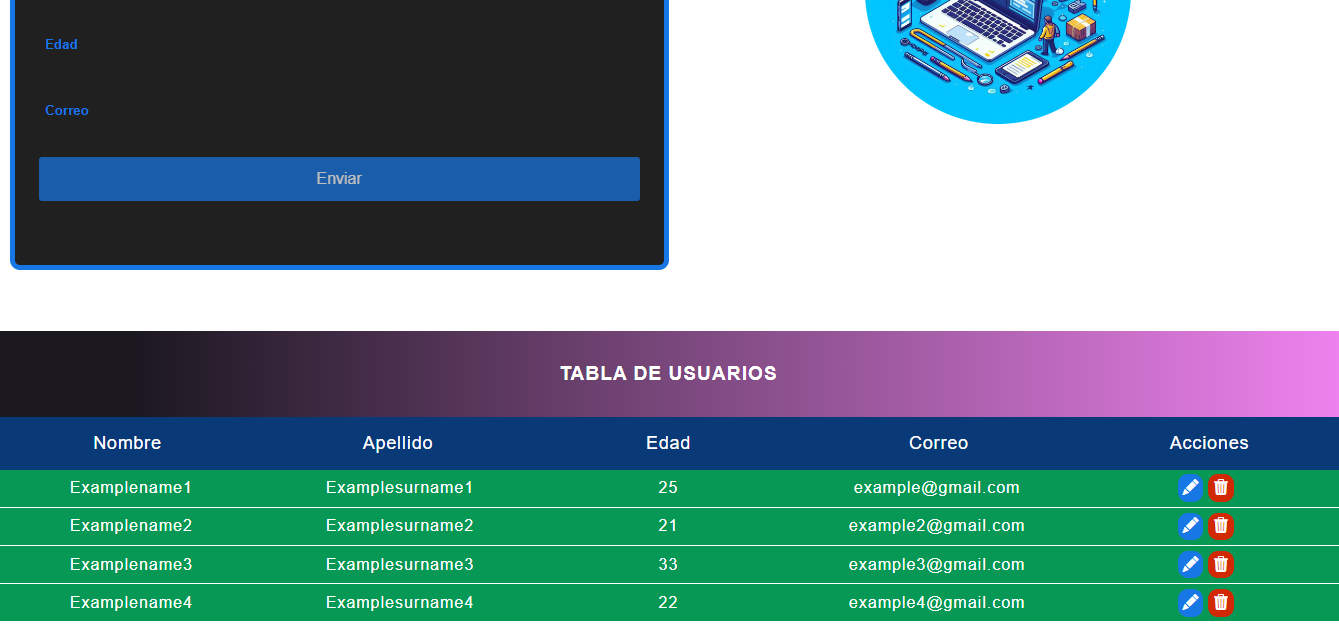 Edad
Correo
Enviar
TABLA DE USUARIOS
Nombre Apellido Edad Correo Acciones
Examplename1 Examplesurname1 25 example@gmail.com
Examplename2 Examplesurname2 21 example2@gmail.com
Examplename3 Examplesurname3 33 example3@gmail.com
Examplename4 Examplesurname4 22 example4@gmail.com